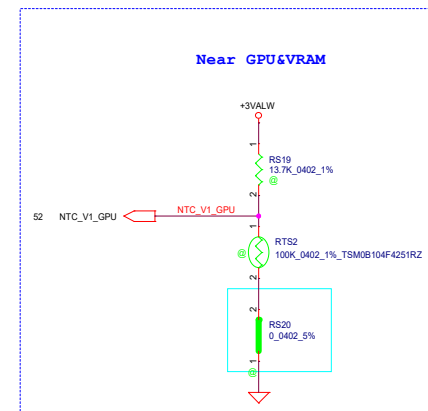 Near GPU&VRAM
+3VALW
1
RS19
13.7K_0402_1%
@
2
52 NTC_V1_GPU NTC_V1_GPU
1
RTS2
@ 100K_0402_1%_TSM0B104F4251RZ
2
2
RS20
0_0402_5%
1
@